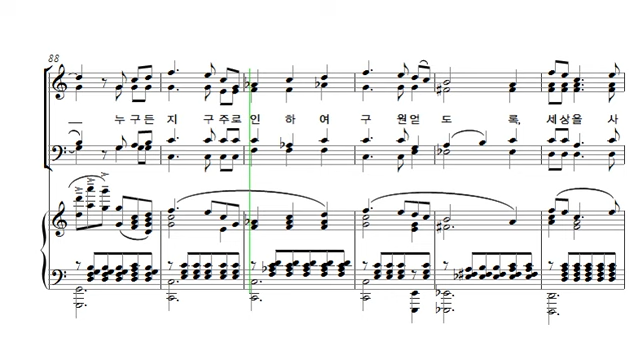 88
누구든 지 구주로 인 하 여 구 원얻 도 록, 세상을 사